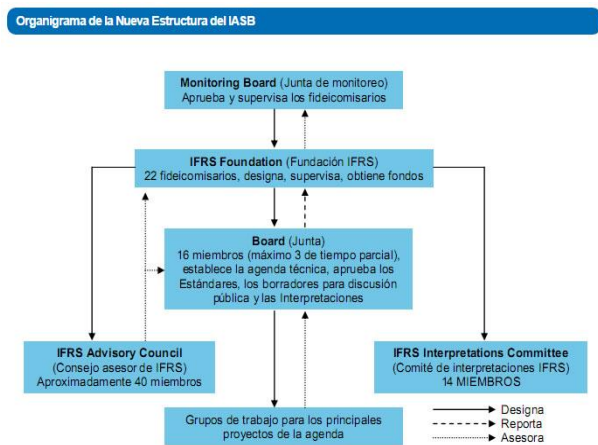 Organigrama de la Nueva Estructura del IASB
Monitoring Board (Junta de monitoreo)
Aprueba y supervisa los fideicomisarios
IFRS Foundation (Fundación IFRS)
22 fideicomisarios, designa, supervisa, obtiene fondos
Board (Junta)
16 miembros (máximo 3 de tiempo parcial),
establece la agenda técnica, aprueba los
Estándares, los borradores para discusión
pública y las Interpretaciones
IFRS Advisory Council
(Consejo asesor de IFRS)
Aproximadamente 40 miembros
IFRS Interpretations Committee
(Comité de interpretaciones IFRS)
14 MIEMBROS
Grupos de trabajo para los principales
proyectos de la agenda
Designa
Reporta
Asesora